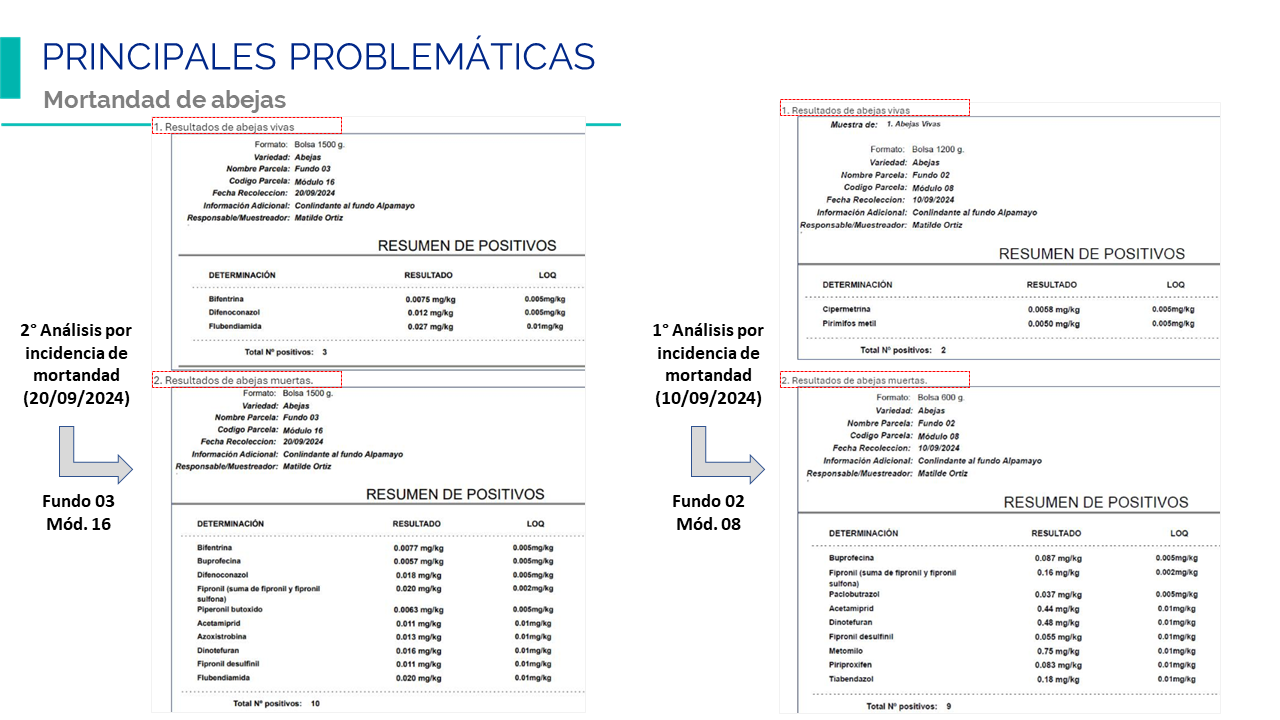 PRINCIPALES PROBLEMÁTICAS
Mortandad de abejas
2° Análisis por
incidencia de
mortandad
(20/09/2024)
Fundo 03
Mód. 16
1. Resultados de abejas vivas
Formato: Bolsa 1500 g.
Variedad: Abejas
Nombre Parcela: Fundo 03
Codigo Parcela: Módulo 16
Fecha Recoleccion: 20/09/2024
Información Adicional: Conlindante al fundo Alpamayo
Responsable/Muestreador: Matilde Ortiz
RESUMEN DE POSITIVOS
DETERMINACIÓN RESULTADO LOQ
Bifentrina 0.0075 mg/kg 0.005mg/kg
Difenoconazol 0.012 mg/kg 0.005mg/kg
Flubendiamida 0.027 mg/kg 0.01mg/kg
Total Nº positivos: 3
2. Resultados de abejas muertas.
Formato: Bolsa 1500 g.
Variedad: Abejas
Nombre Parcela: Fundo 03
Codigo Parcela: Módulo 16
Fecha Recoleccion: 20/09/2024
Información Adicional: Conlindante al fundo Alpamayo
Responsable/Muestreador: Matilde Ortiz
RESUMEN DE POSITIVOS
DETERMINACIÓN RESULTADO LOQ
Bifentrina 0.0077 mg/kg 0.005mg/kg
Buprofecina 0.0057 mg/kg 0.005mg/kg
Difenoconazol 0.018 mg/kg 0.005mg/kg
Fipronil (suma de fipronil y fipronil 0.020 mg/kg 0.002mg/kg
sulfona)
Piperonil butoxido 0.0063 mg/kg 0.005mg/kg
Acetamiprid 0.011 mg/kg 0.01mg/kg
Azoxistrobina 0.013 mg/kg 0.01mg/kg
Dinotefuran 0.016 mg/kg 0.01mg/kg
Fipronil desulfinil 0.011 mg/kg 0.01mg/kg
Flubendiamida 0.020 mg/kg 0.01mg/kg
Total Nº positivos: 10
1° Análisis por
incidencia de
mortandad
(10/09/2024)
Fundo 02
Mód. 08
1. Resultados de abejas vivas
Muestra de: 1. Abejas Vivas
Formato: Bolsa 1200 g.
Variedad: Abejas
Nombre Parcela: Fundo 02
Codigo Parcela: Módulo 08
Fecha Recoleccion: 10/09/2024
Información Adicional: Conlindante al fundo Alpamayo
Responsable/Muestreador: Matilde Ortiz
RESUMEN DE POSITIVOS
DETERMINACIÓN RESULTADO LOQ
Cipermetrina 0.0058 mg/kg 0.005mg/kg
Pirimifos metil 0.0050 mg/kg 0.005mg/kg
Total Nº positivos: 2
2. Resultados de abejas muertas.
Formato: Bolsa 600 g.
Variedad: Abejas
Nombre Parcela: Fundo 02
Codigo Parcela: Módulo 08
Fecha Recoleccion: 10/09/2024
Información Adicional: Conlindante al fundo Alpamayo
Responsable/Muestreador: Matilde Ortiz
RESUMEN DE POSITIVOS
DETERMINACIÓN RESULTADO LOQ
Buprofecina 0.087 mg/kg 0.005mg/kg
Fipronil (suma de fipronil y fipronil 0.16 mg/kg 0.002mg/kg
sulfona)
Paclobutrazol 0.037 mg/kg 0.005mg/kg
Acetamiprid 0.44 mg/kg 0.01mg/kg
Dinotefuran 0.48 mg/kg 0.01mg/kg
Fipronil desulfinil 0.055 mg/kg 0.01mg/kg
Metomilo 0.75 mg/kg 0.01mg/kg
Piriproxifen 0.083 mg/kg 0.01mg/kg
Tiabendazol 0.18 mg/kg 0.01mg/kg
Total Nº positivos: 9